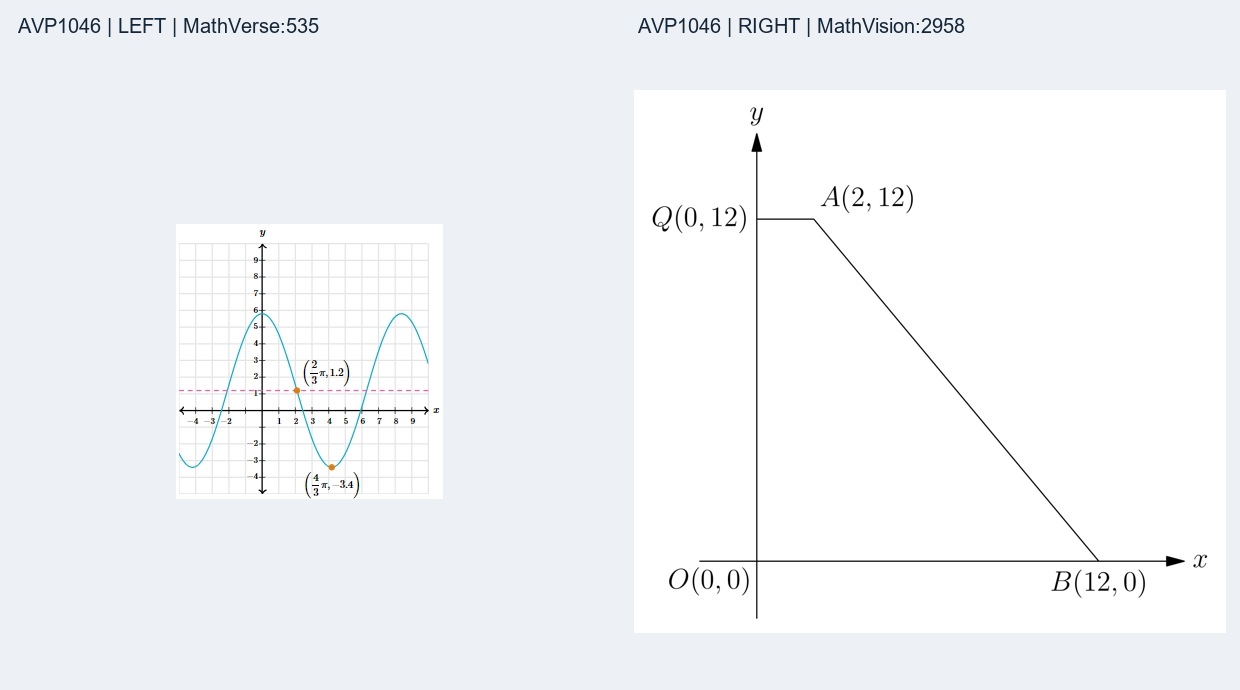 AVP1046 | LEFT | MathVerse:535
AVP1046 | RIGHT | MathVision:2958
y
9
8
7
6
5
4
3
2
1
-2
-3
-4
-4 -3 -2 1 2 3 4 5 6 7 8 9
x
(2/3 π, 1.2)
(4/3 π, -3.4)
y
Q(0, 12)
A(2, 12)
x
O(0, 0)
B(12, 0)